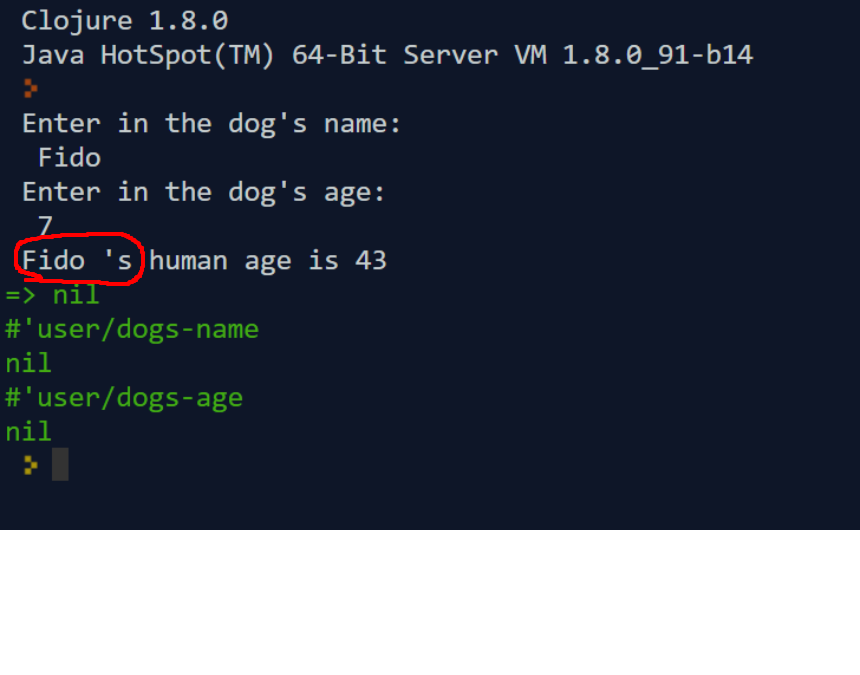 Clojure 1.8.0
Java HotSpot(TM) 64-Bit Server VM 1.8.0_91-b14
Enter in the dog's name:
Fido
Enter in the dog's age:
7
Fido 's human age is 43
=> nil
#'user/dogs-name
nil
#'user/dogs-age
nil